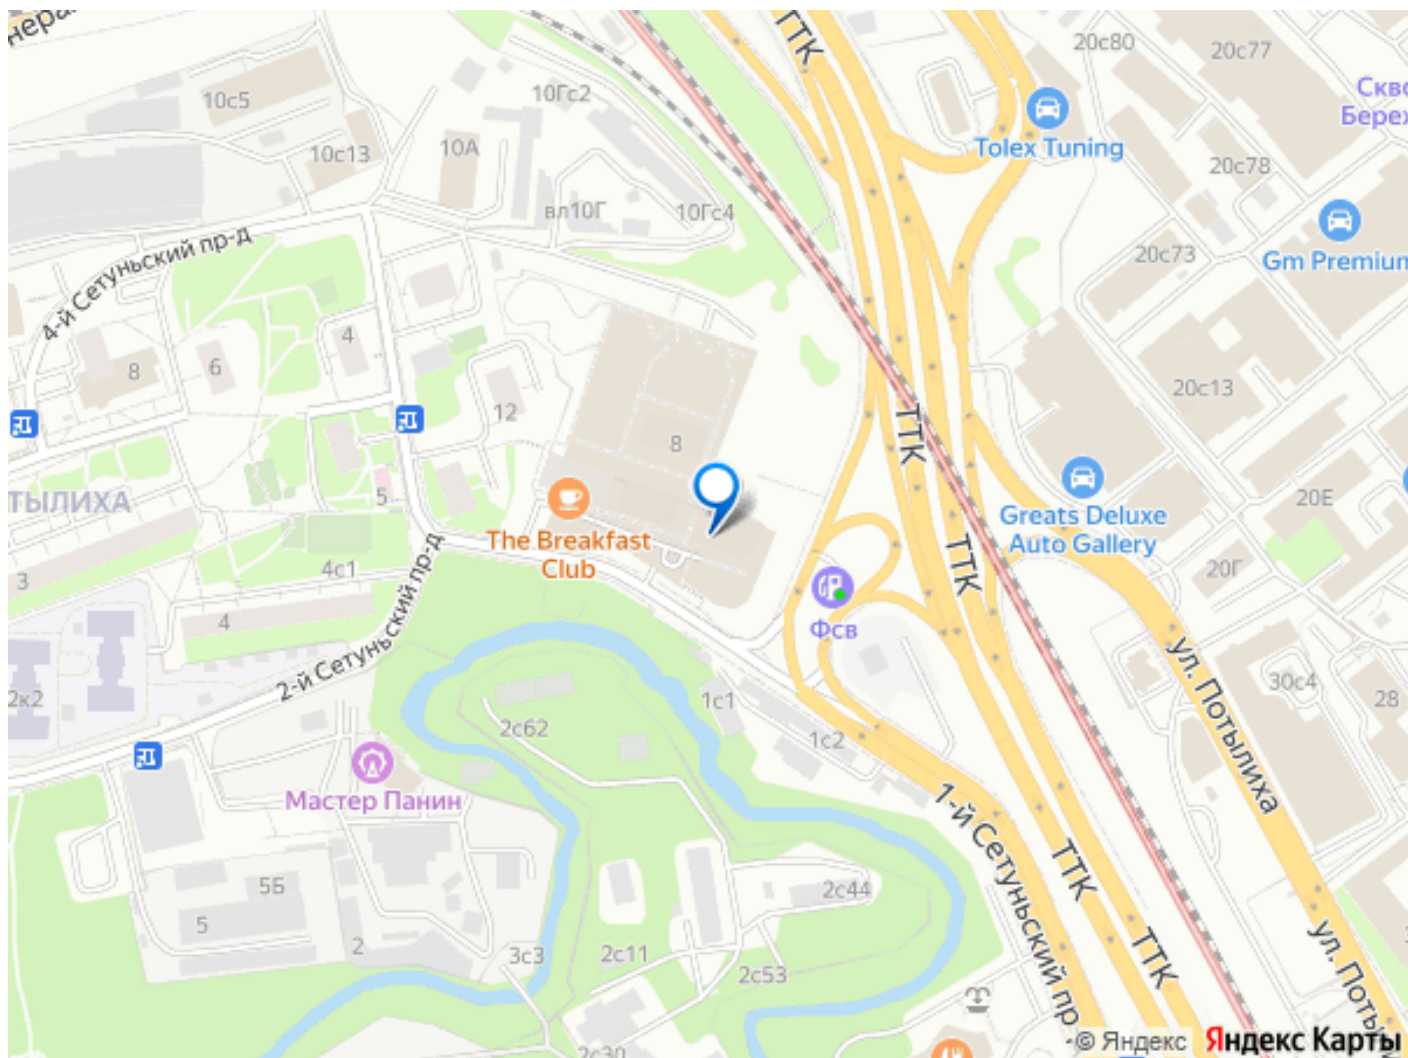 ТТК
20с80
20с77
10с5
10Гс2
Скво
Береж
Tolex Tuning
10с13
10А
20с78
вл10Г
10Гс4
4-й Сетуньский пр-д
20с73
Gm Premium
4
6
8
20с13
12
8
ТТК
ТЫЛИХА
5
20Е
The Breakfast
Club
Greats Deluxe
Auto Gallery
ТТК
3
4с1
20Г
4
Фсв
2-й Сетуньский пр-д
ул. Потылиха
2к2
1с1
30с4
28
2с62
1с2
Мастер Панин
1-й Сетуньский пр
ТТК
5Б
2с44
5
2
3с3
2с11
2с53
ТТК
ул. Поты
2с30
© Яндекс
Яндекс Карты